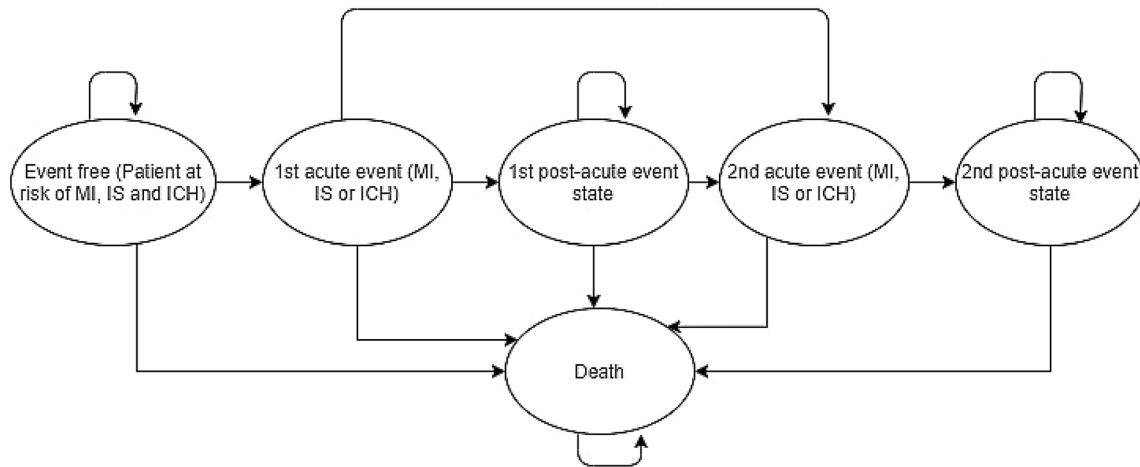 Event free (Patient at
risk of MI, IS and ICH)
1st acute event (MI,
IS or ICH)
1st post-acute event
state
2nd acute event (MI,
IS or ICH)
2nd post-acute event
state
Death